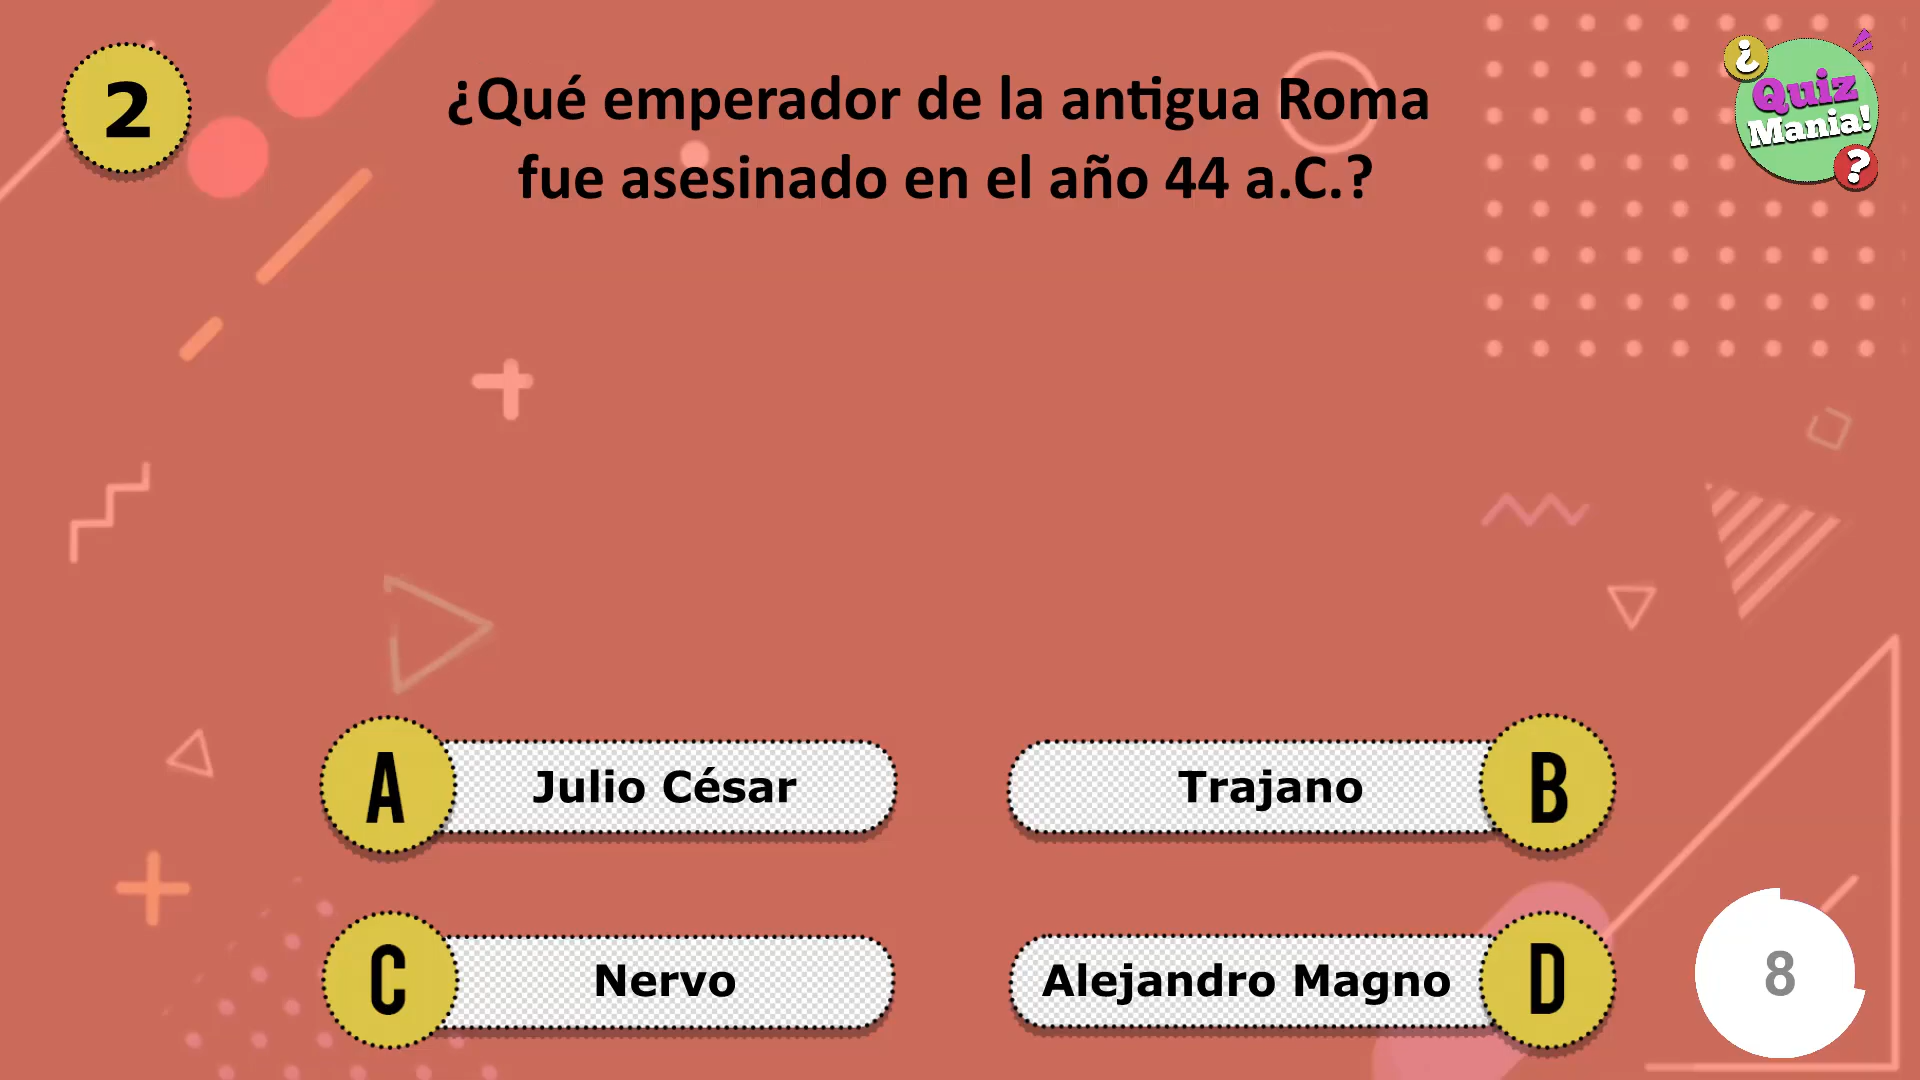 2
¿Qué emperador de la antigua Roma
fue asesinado en el año 44 a.C.?
¿
Quiz
Mania!
?
A
Julio César
Trajano
B
C
Nervo
Alejandro Magno
D
8